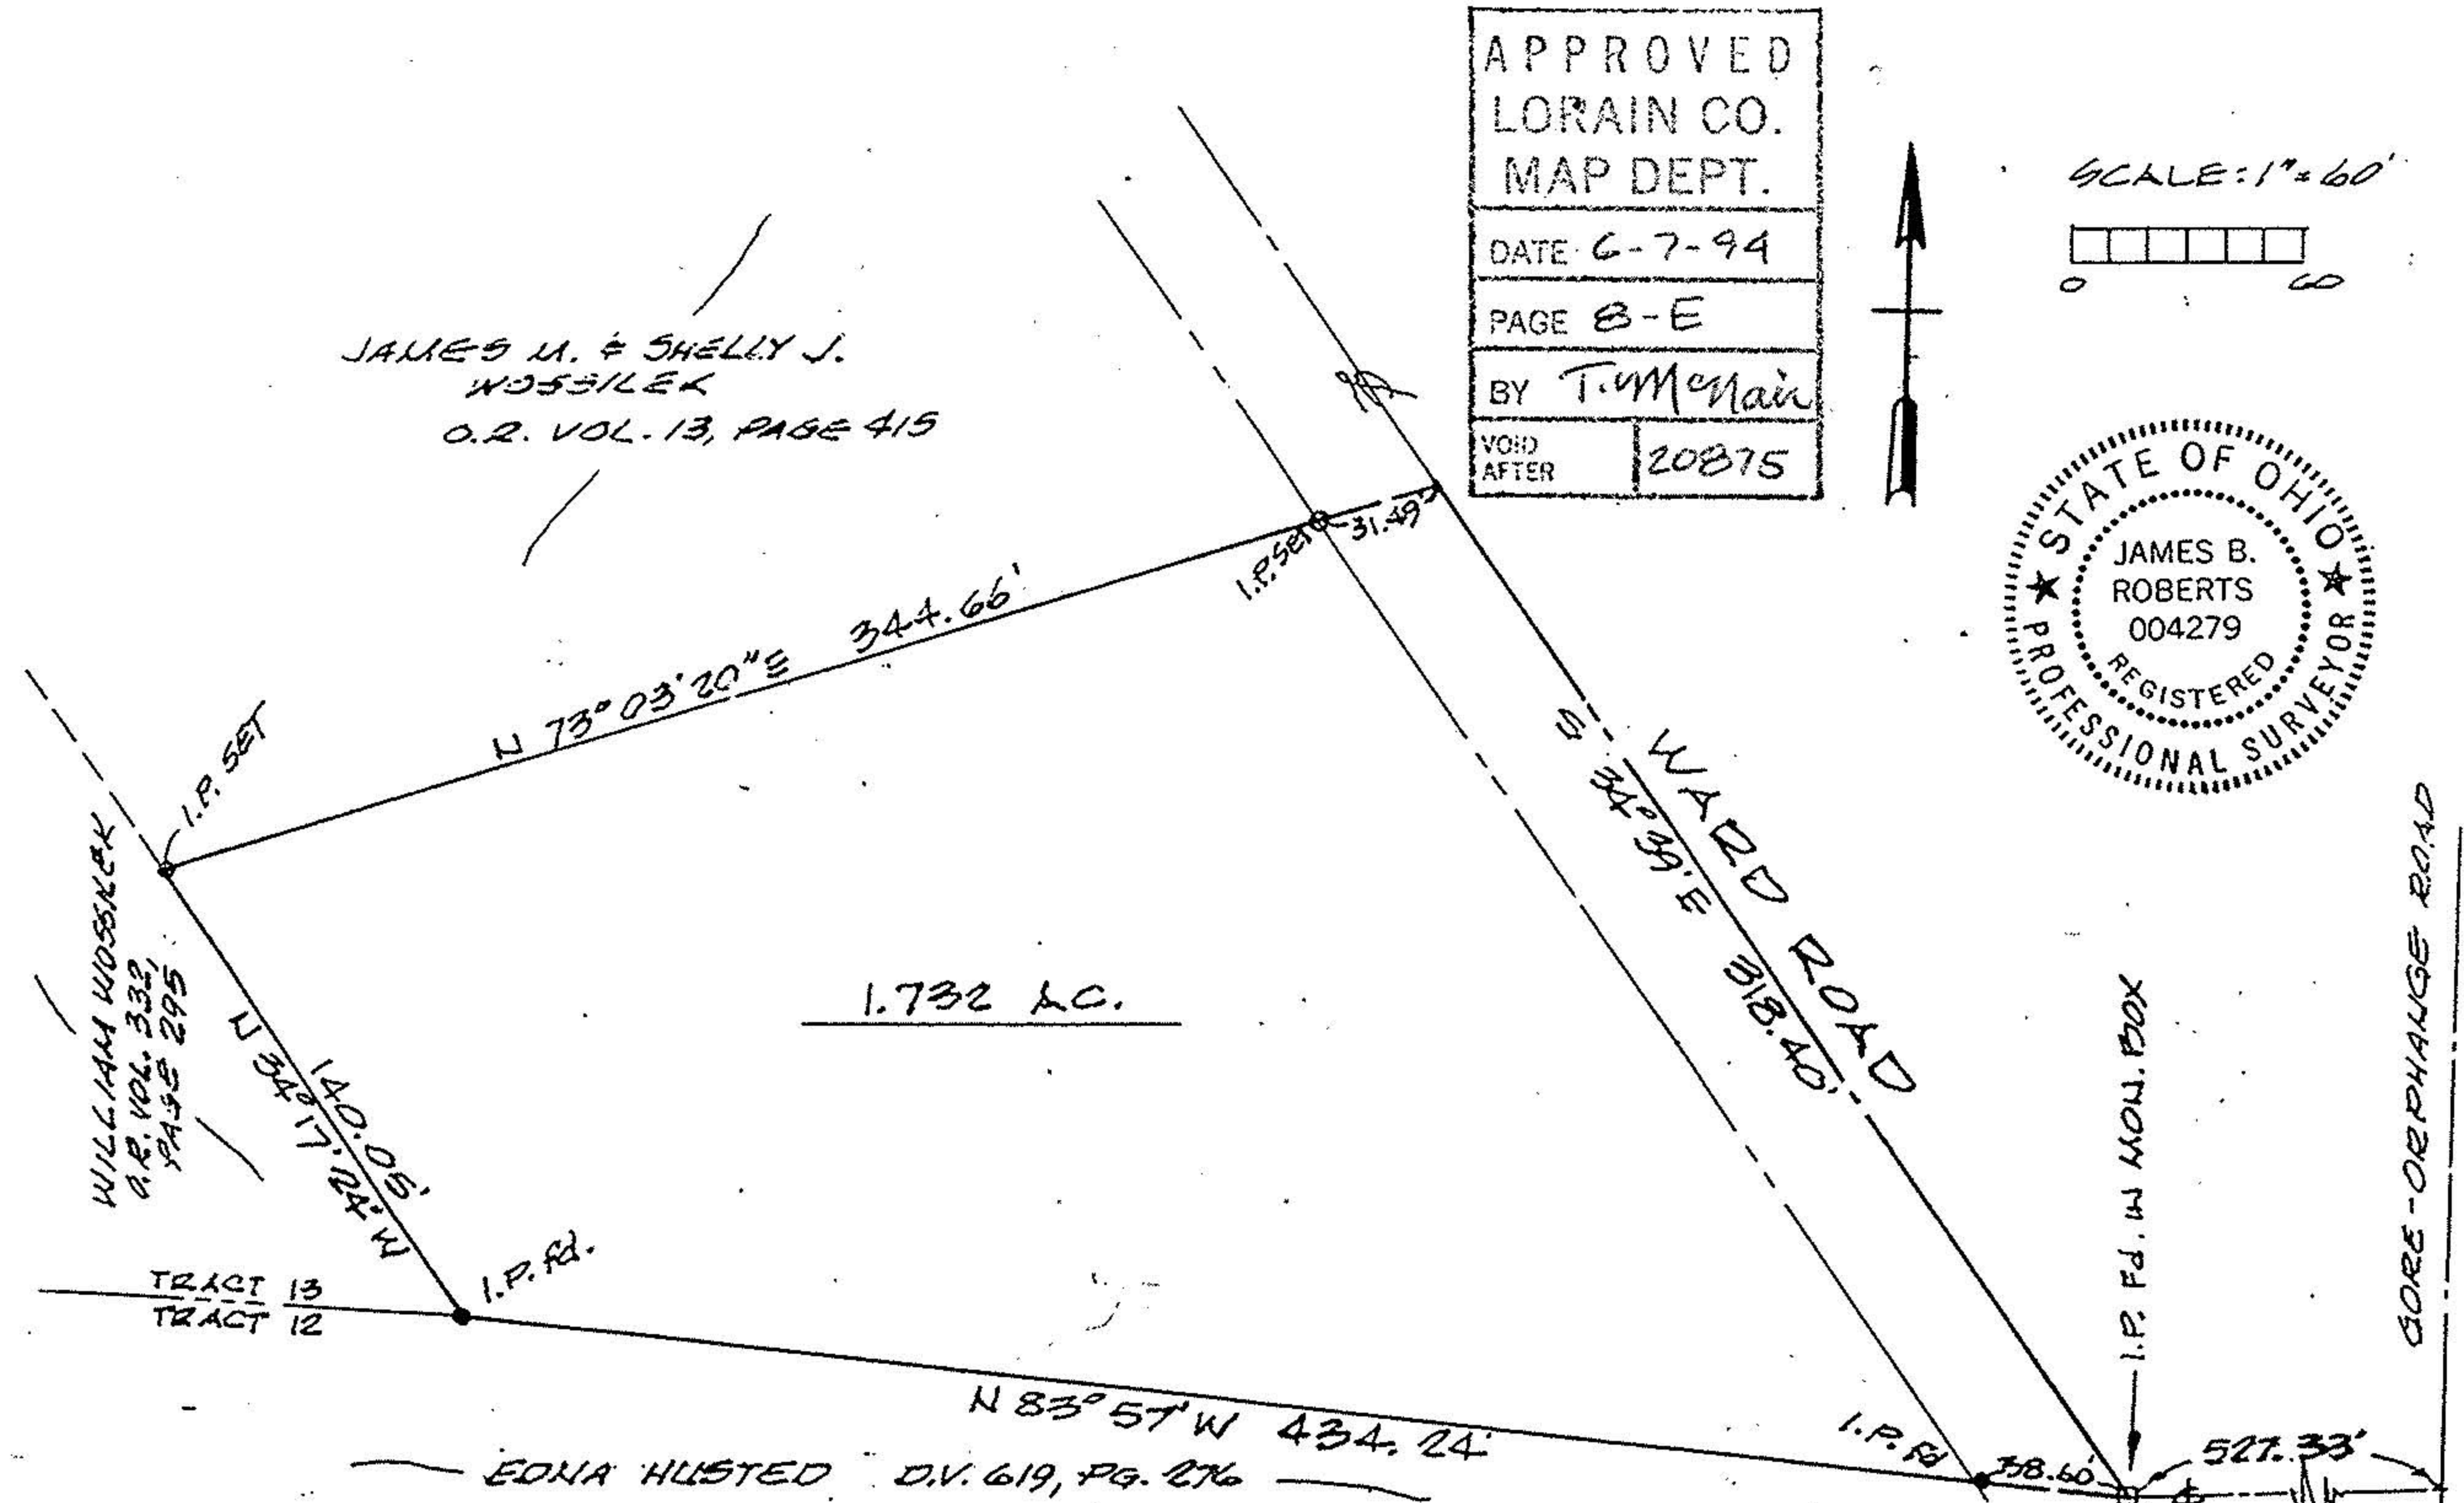 APPROVED
LORAIN CO.
MAP DEPT.
DATE 6-7-94
PAGE 8-E
BY T. McNair
VOID AFTER 20875
SCALE: 1" = 60'
0 60
STATE OF OHIO
JAMES B.
ROBERTS
004279
REGISTERED
PROFESSIONAL SURVEYOR
JAMES M. & SHELLY J.
WOSSILEK
O.R. VOL. 13, PAGE 415
I.P. SET
31.49'
N 73° 03' 20" E 344.66'
I.P. SET
WARD ROAD
S 34° 39' E 318.40'
WILLIAM WOSSILEK
O.R. VOL. 332,
PAGE 295
N 34° 17' 24" W
140.05'
1.732 AC.
I.P. Fd. IN MON. BOX
GORE-ORPHANGE ROAD
TRACT 13
TRACT 12
I.P. Fd.
N 83° 57' W 434.24'
I.P. Fd
38.60'
527.33'
EDNA HUSTED D.V. 619, PG. 276